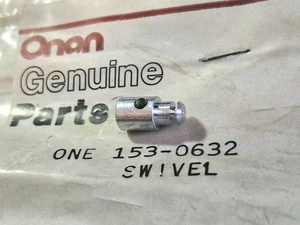 Onan
Genuine
Parts
ONE 153-0632
SW!VEL